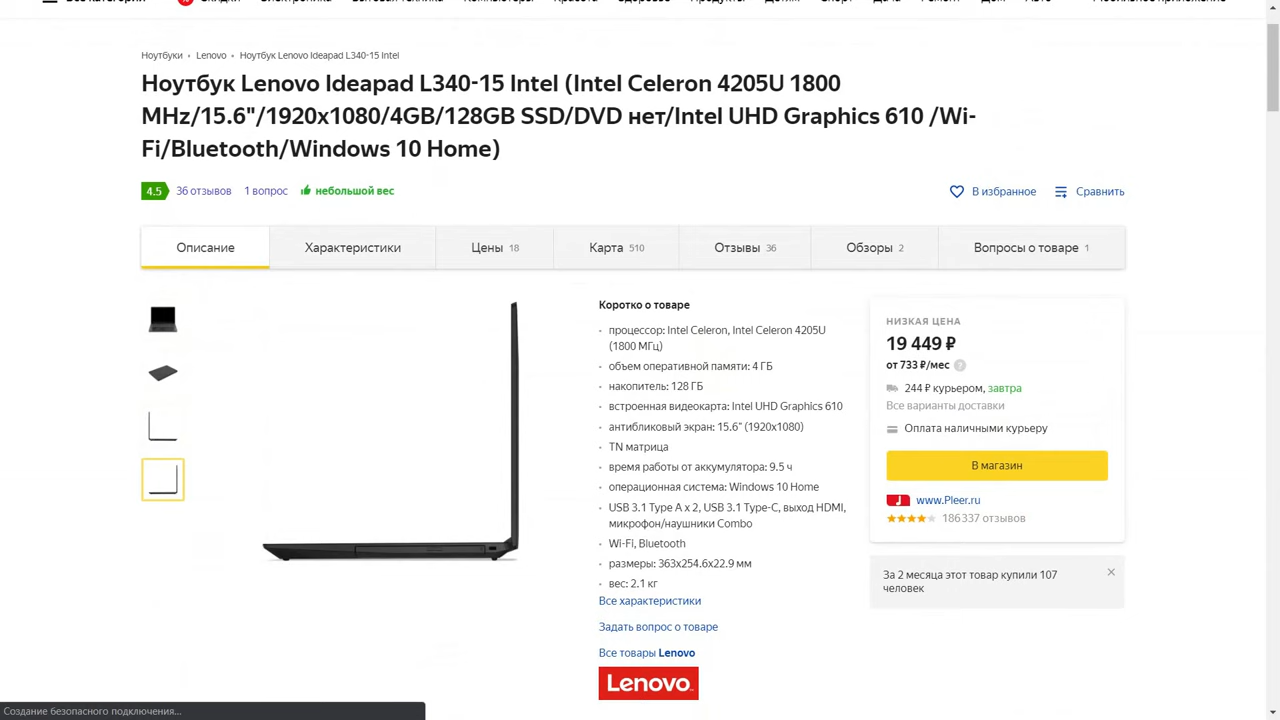 Ноутбуки • Lenovo • Ноутбук Lenovo Ideapad L340-15 Intel
Ноутбук Lenovo Ideapad L340-15 Intel (Intel Celeron 4205U 1800
MHz/15.6"/1920x1080/4GB/128GB SSD/DVD нет/Intel UHD Graphics 610 /Wi-
Fi/Bluetooth/Windows 10 Home)
4.5 36 отзывов 1 вопрос небольшой вес
В избранное Сравнить
Описание Характеристики Цены 18 Карта 510 Отзывы 36 Обзоры 2 Вопросы о товаре 1
Коротко о товаре
• процессор: Intel Celeron, Intel Celeron 4205U
(1800 МГц)
• объем оперативной памяти: 4 ГБ
• накопитель: 128 ГБ
• встроенная видеокарта: Intel UHD Graphics 610
• антибликовый экран: 15.6" (1920x1080)
• TN матрица
• время работы от аккумулятора: 9.5 ч
• операционная система: Windows 10 Home
• USB 3.1 Type A x 2, USB 3.1 Type-C, выход HDMI,
микрофон/наушники Combo
• Wi-Fi, Bluetooth
• размеры: 363x254.6x22.9 мм
• вес: 2.1 кг
Все характеристики
Задать вопрос о товаре
Все товары Lenovo
Lenovo
НИЗКАЯ ЦЕНА
19 449 ₽
от 733 ₽/мес ?
244 ₽ курьером, завтра
Все варианты доставки
Оплата наличными курьеру
В магазин
www.Pleer.ru
186 337 отзывов
За 2 месяца этот товар купили 107
человек
Создание безопасного подключения...